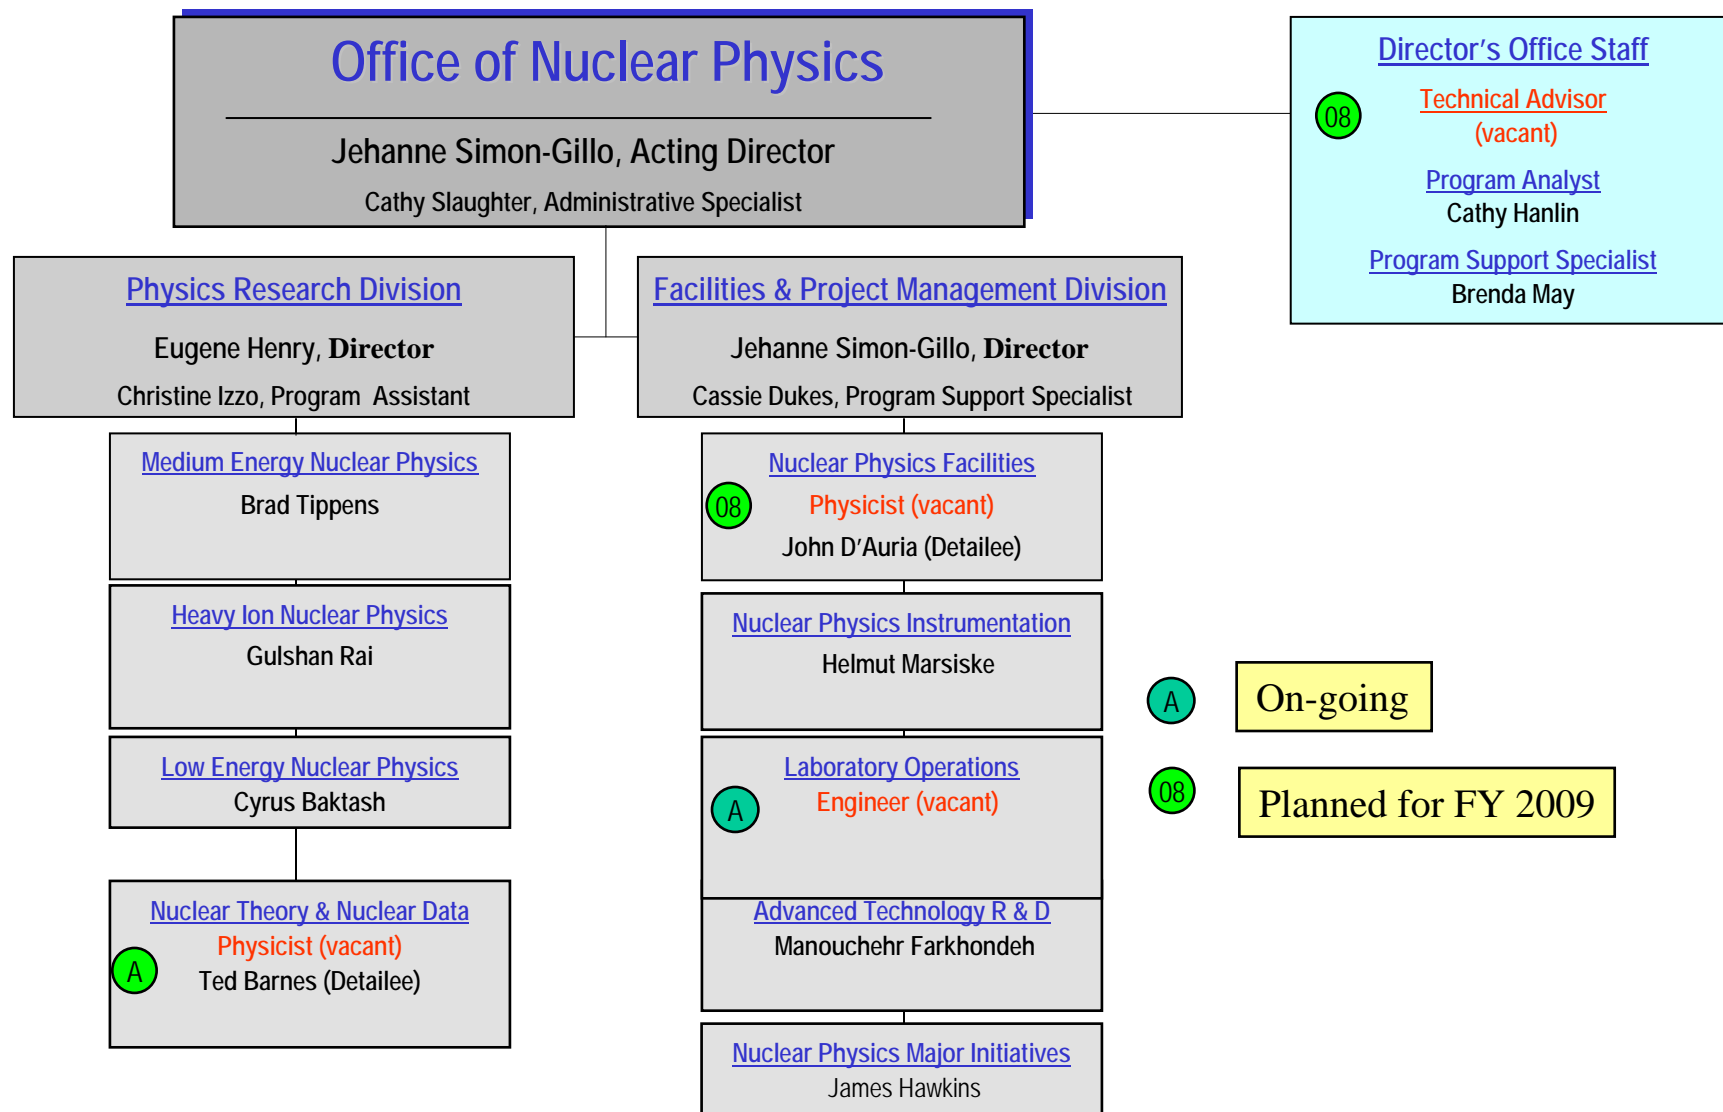 Office of Nuclear Physics
Jehanne Simon-Gillo, Acting Director
Cathy Slaughter, Administrative Specialist
Director's Office Staff
08
Technical Advisor
(vacant)
Program Analyst
Cathy Hanlin
Program Support Specialist
Brenda May
Physics Research Division
Eugene Henry, Director
Christine Izzo, Program Assistant
Facilities & Project Management Division
Jehanne Simon-Gillo, Director
Cassie Dukes, Program Support Specialist
Medium Energy Nuclear Physics
Brad Tippens
Heavy Ion Nuclear Physics
Gulshan Rai
Low Energy Nuclear Physics
Cyrus Baktash
Nuclear Theory & Nuclear Data
Physicist (vacant)
A
Ted Barnes (Detailee)
Nuclear Physics Facilities
08
Physicist (vacant)
John D'Auria (Detailee)
Nuclear Physics Instrumentation
Helmut Marsiske
Laboratory Operations
A
Engineer (vacant)
Advanced Technology R & D
Manouchehr Farkhondeh
Nuclear Physics Major Initiatives
James Hawkins
A
On-going
08
Planned for FY 2009